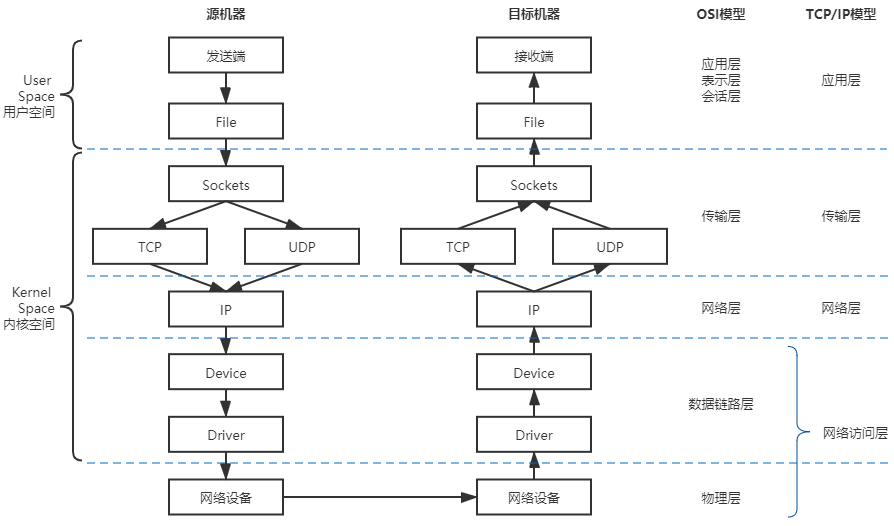 源机器
目标机器
OSI模型
TCP/IP模型
User
Space
用户空间
发送端
接收端
应用层
表示层
会话层
应用层
File
File
Sockets
Sockets
传输层
传输层
TCP
UDP
TCP
UDP
Kernel
Space
内核空间
IP
IP
网络层
网络层
Device
Device
数据链路层
Driver
Driver
网络访问层
网络设备
网络设备
物理层